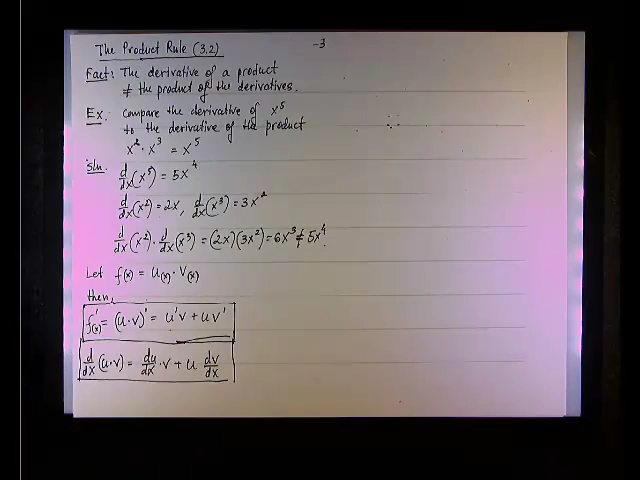 The Product Rule (3.2)
-3
Fact: The derivative of a product
≠ the product of the derivatives.
Ex. Compare the derivative of x⁵
to the derivative of the product
x² · x³ = x⁵
Sln. d/dx (x⁵) = 5x⁴
d/dx (x²) = 2x, d/dx (x³) = 3x²
d/dx (x²) · d/dx (x³) = (2x)(3x²) = 6x³ ≠ 5x⁴.
Let f(x) = u(x) · v(x)
then,
f'(x) = (u·v)' = u'v + uv'
d/dx (u·v) = du/dx · v + u dv/dx